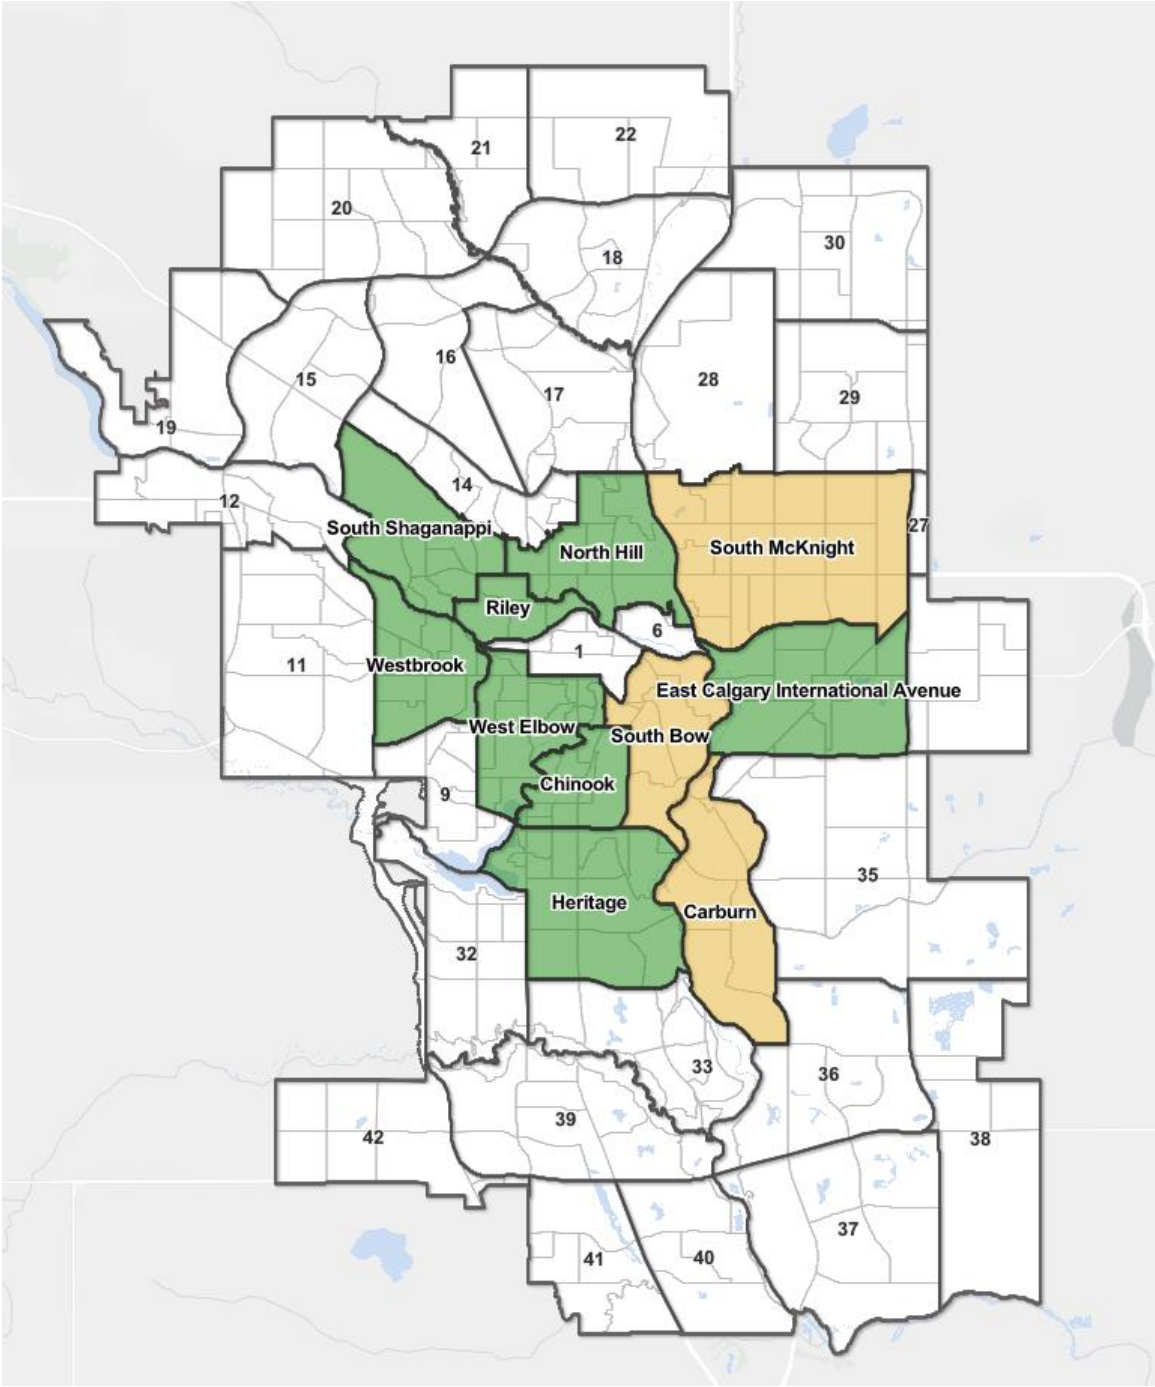 22
21
20
30
18
16
28
15
17
29
19
14
12
27
South Shaganappi
North Hill
South McKnight
Riley
6
1
11
Westbrook
East Calgary International Avenue
West Elbow
South Bow
Chinook
9
35
Heritage
Carburn
32
33
36
39
42
38
37
41
40